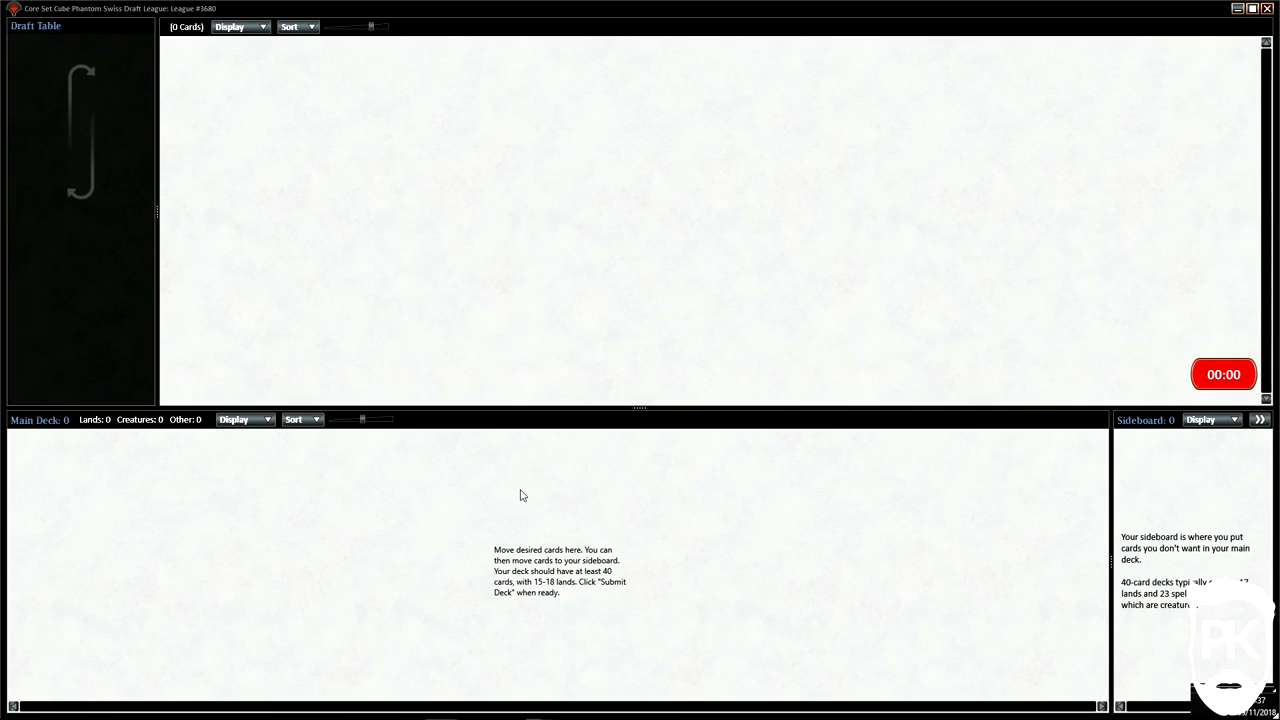 Core Set Cube Phantom Swiss Draft League: League #3680
Draft Table
(0 Cards) Display Sort
00:00
Main Deck: 0 Lands: 0 Creatures: 0 Other: 0 Display Sort
Sideboard: 0 Display
Move desired cards here. You can
then move cards to your sideboard.
Your deck should have at least 40
cards, with 15-18 lands. Click "Submit
Deck" when ready.
Your sideboard is where you put
cards you don't want in your main
deck.
40-card decks 17
lands and 23
which are
PK
/11/2018